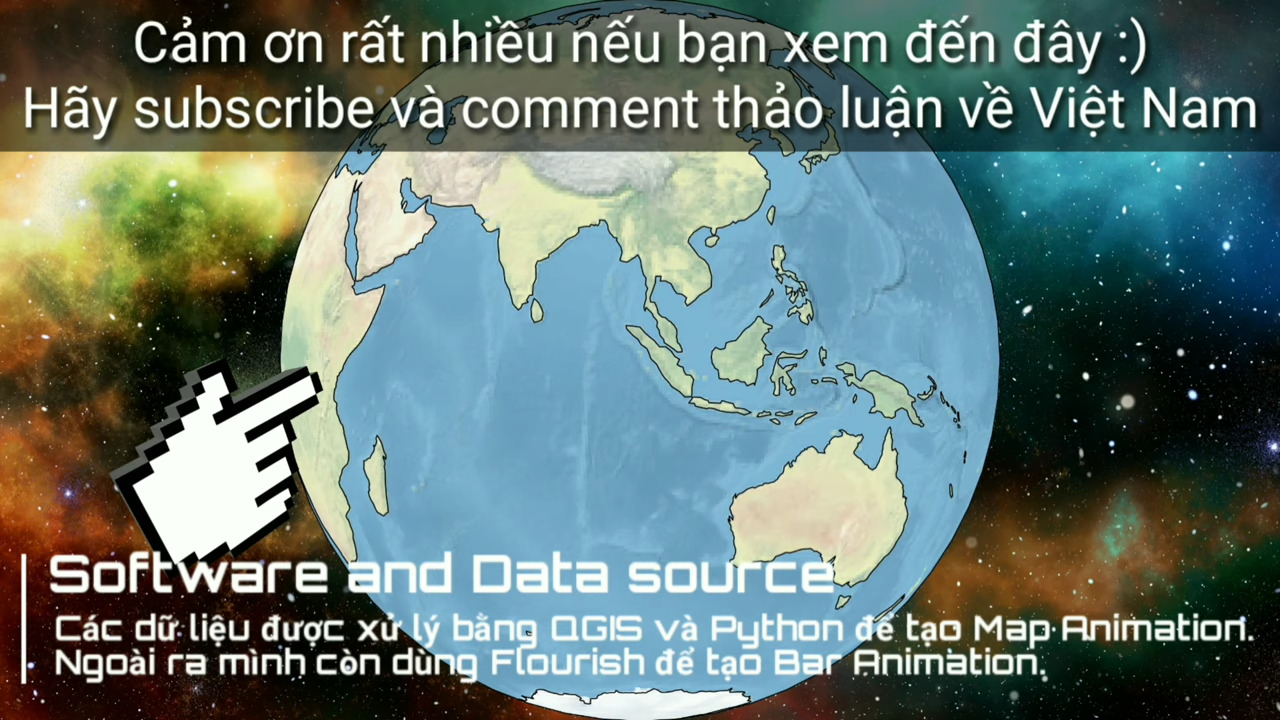 Cảm ơn rất nhiều nếu bạn xem đến đây :)
Hãy subscribe và comment thảo luận về Việt Nam
Software and Data source
Các dữ liệu được xử lý bằng QGIS và Python để tạo Map Animation.
Ngoài ra mình còn dùng Flourish để tạo Bar Animation.